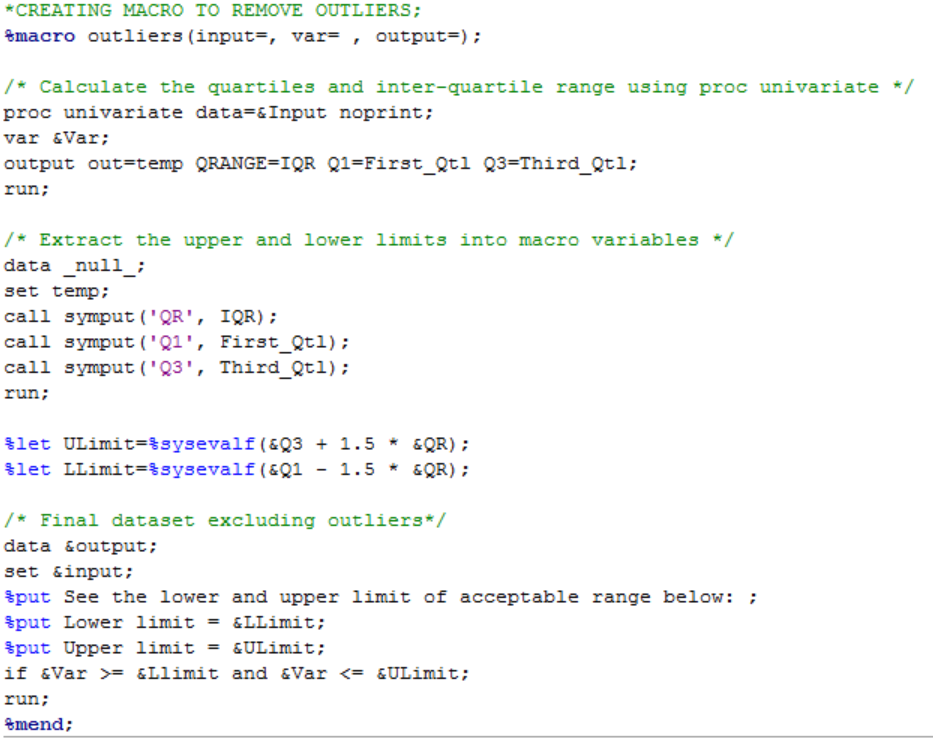 *CREATING MACRO TO REMOVE OUTLIERS;
%macro outliers(input=, var= , output=);
/* Calculate the quartiles and inter-quartile range using proc univariate */
proc univariate data=&Input noprint;
var &Var;
output out=temp QRANGE=IQR Q1=First_Qtl Q3=Third_Qtl;
run;
/* Extract the upper and lower limits into macro variables */
data _null_;
set temp;
call symput('QR', IQR);
call symput('Q1', First_Qtl);
call symput('Q3', Third_Qtl);
run;
%let ULimit=%sysevalf(&Q3 + 1.5 * &QR);
%let LLimit=%sysevalf(&Q1 - 1.5 * &QR);
/* Final dataset excluding outliers*/
data &output;
set &input;
%put See the lower and upper limit of acceptable range below: ;
%put Lower limit = &LLimit;
%put Upper limit = &ULimit;
if &Var >= &Llimit and &Var <= &ULimit;
run;
%mend;